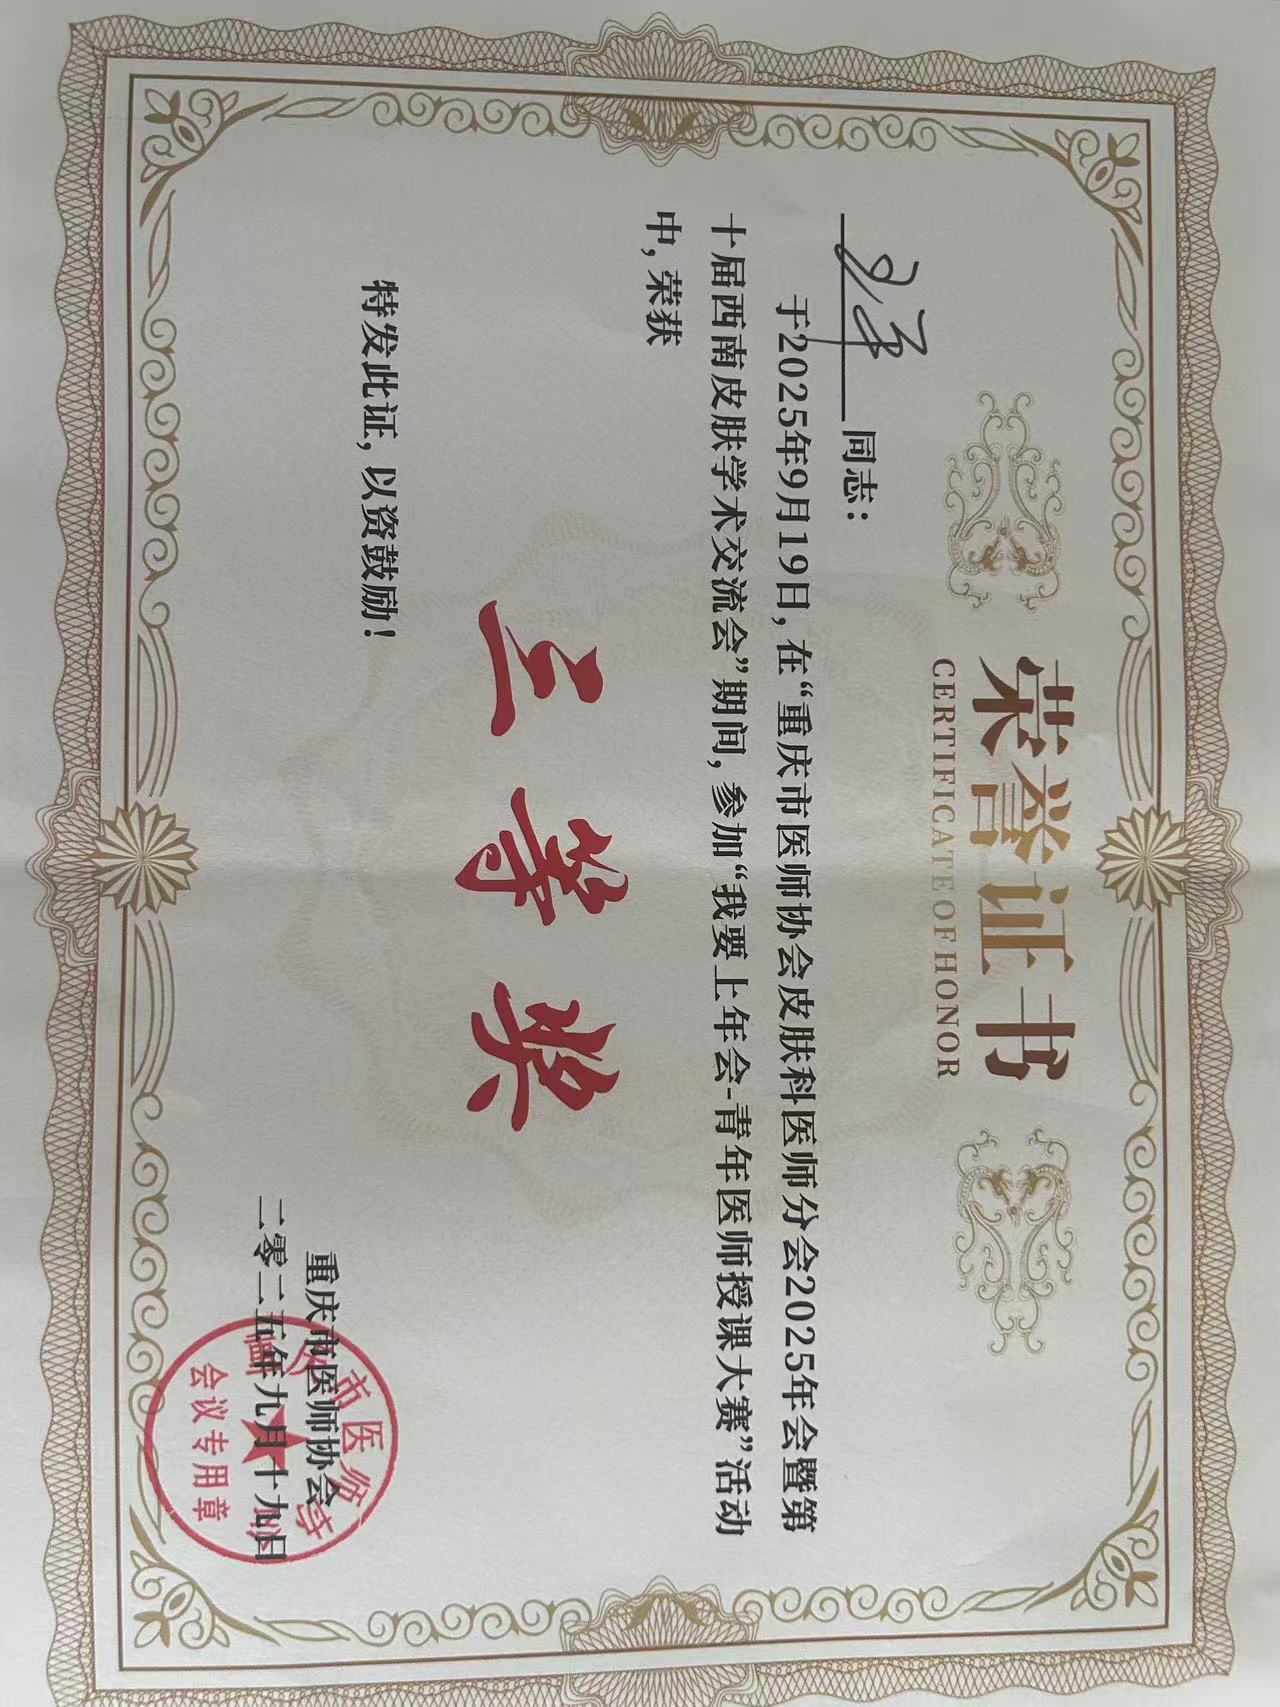 荣誉证书
CERTIFICATE OF HONOR
同志：
于2025年9月19日，在“重庆市医师协会皮肤科医师分会2025年会暨第
十届西南皮肤学术交流会”期间，参加“我要上年会-青年医师授课大赛”活动
中，荣获
三等奖
特发此证，以资鼓励！
重庆市医师协会
二零二五年九月十九日
会议专用章